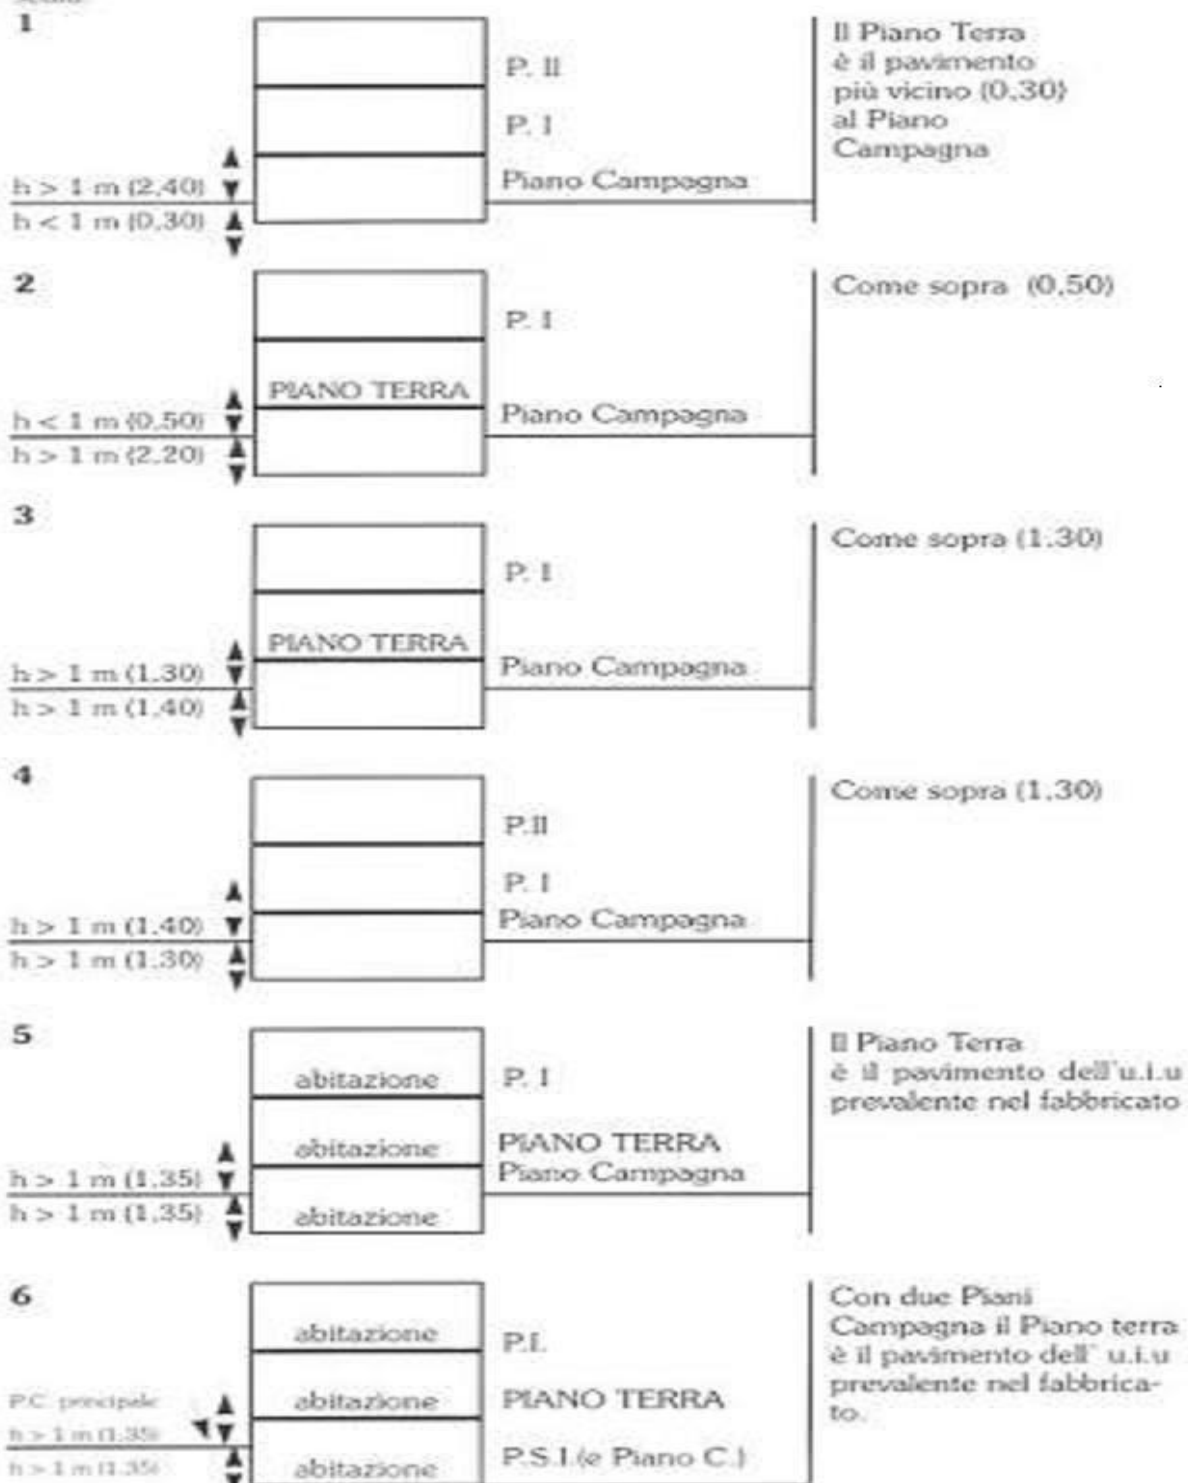 1
P. II
P. I
Piano Campagna
h > 1 m (2,40)
h < 1 m (0,30)
Il Piano Terra
è il pavimento
più vicino (0,30)
al Piano
Campagna
2
P. I
PIANO TERRA
Piano Campagna
h < 1 m (0,50)
h > 1 m (2,20)
Come sopra (0,50)
3
P. I
PIANO TERRA
Piano Campagna
h > 1 m (1,30)
h > 1 m (1,40)
Come sopra (1,30)
4
P.II
P. I
Piano Campagna
h > 1 m (1,40)
h > 1 m (1,30)
Come sopra (1,30)
5
abitazione
P. I
abitazione
PIANO TERRA
Piano Campagna
h > 1 m (1,35)
h > 1 m (1,35)
abitazione
Il Piano Terra
è il pavimento dell'u.i.u
prevalente nel fabbricato
6
abitazione
P.I.
abitazione
PIANO TERRA
P.C. principale
h > 1 m (1,35)
h > 1 m (1,35)
abitazione
P.S.I.(e Piano C.)
Con due Piani
Campagna il Piano terra
è il pavimento dell' u.i.u
prevalente nel fabbrica-
to.